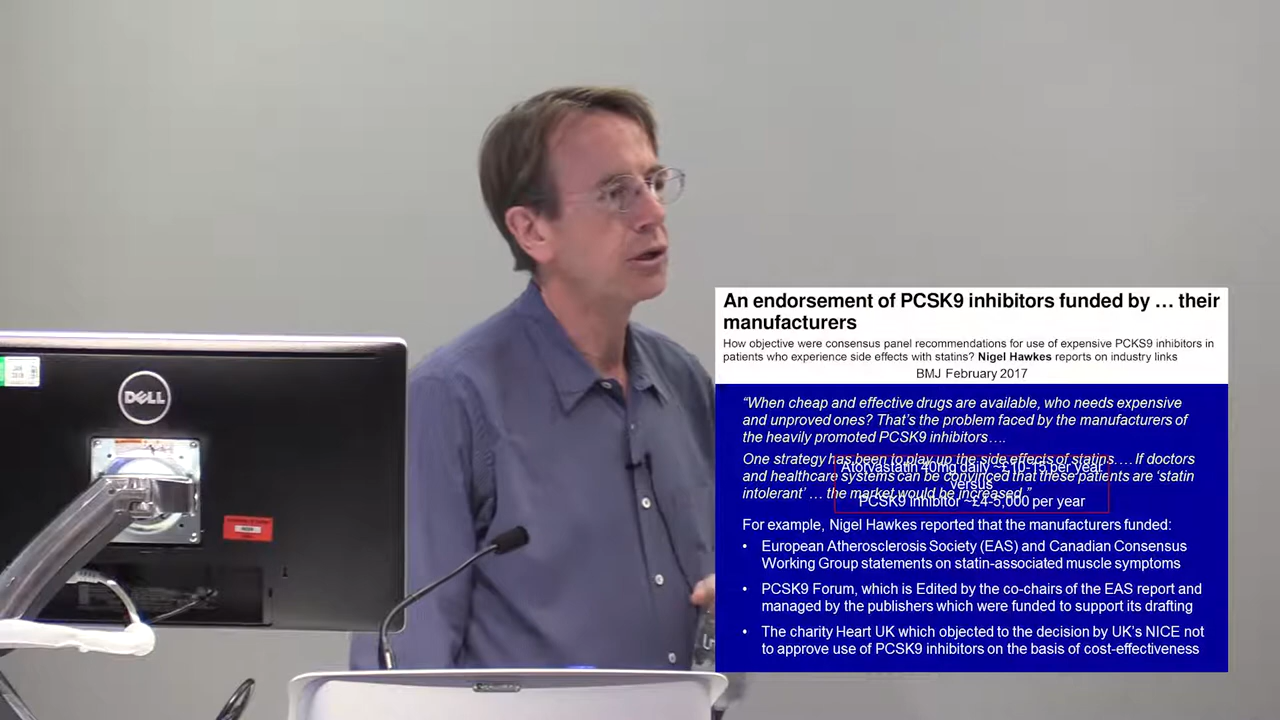 DELL
An endorsement of PCSK9 inhibitors funded by … their
manufacturers
How objective were consensus panel recommendations for use of expensive PCKS9 inhibitors in
patients who experience side effects with statins? Nigel Hawkes reports on industry links
BMJ February 2017
“When cheap and effective drugs are available, who needs expensive
and unproved ones? That’s the problem faced by the manufacturers of
the heavily promoted PCSK9 inhibitors….
One strategy has been to play up the side effects of statins….If doctors
and healthcare systems can be convinced that these patients are ‘statin
intolerant’ … the market would be increased.”
Atorvastatin 40mg daily ~£10-15 per year
versus
PCSK9 inhibitor ~£4-5,000 per year
For example, Nigel Hawkes reported that the manufacturers funded:
• European Atherosclerosis Society (EAS) and Canadian Consensus
Working Group statements on statin-associated muscle symptoms
• PCSK9 Forum, which is Edited by the co-chairs of the EAS report and
managed by the publishers which were funded to support its drafting
• The charity Heart UK which objected to the decision by UK’s NICE not
to approve use of PCSK9 inhibitors on the basis of cost-effectiveness